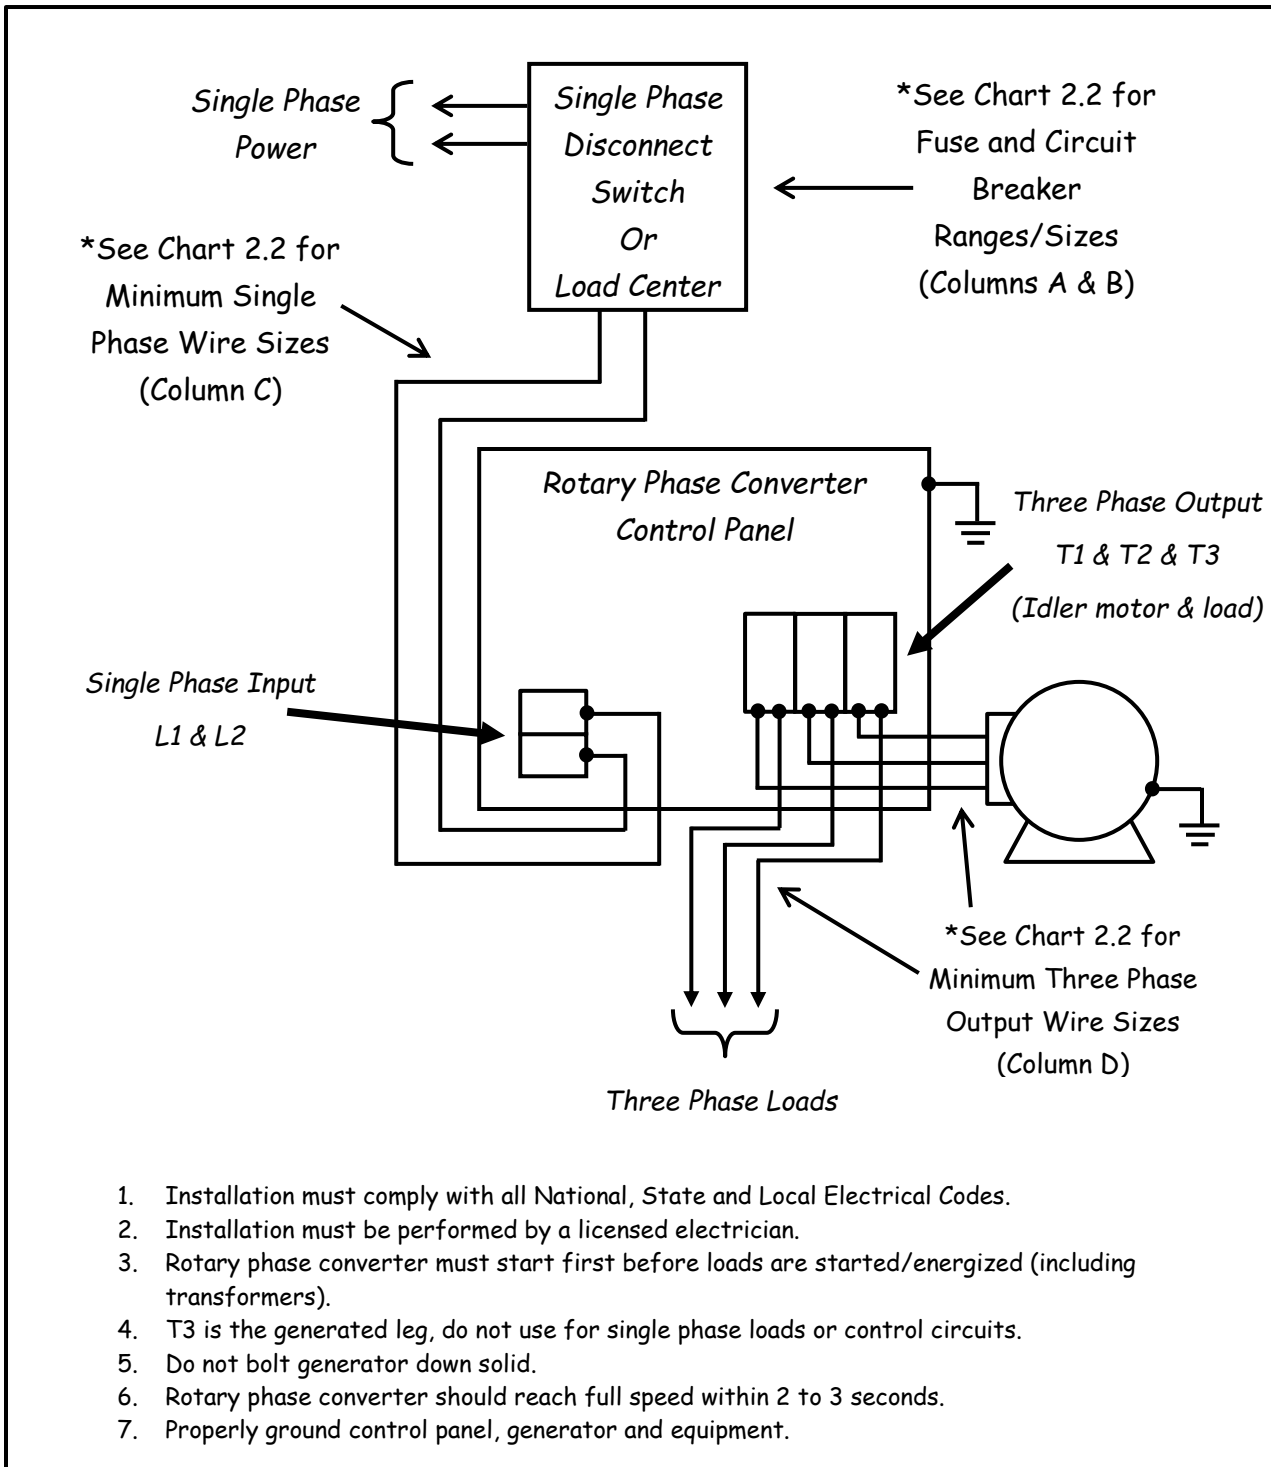 Single Phase
Power
Single Phase
Disconnect
Switch
Or
Load Center
*See Chart 2.2 for
Fuse and Circuit
Breaker
Ranges/Sizes
(Columns A & B)
*See Chart 2.2 for
Minimum Single
Phase Wire Sizes
(Column C)
Rotary Phase Converter
Control Panel
Three Phase Output
T1 & T2 & T3
(Idler motor & load)
Single Phase Input
L1 & L2
*See Chart 2.2 for
Minimum Three Phase
Output Wire Sizes
(Column D)
Three Phase Loads
1. Installation must comply with all National, State and Local Electrical Codes.
2. Installation must be performed by a licensed electrician.
3. Rotary phase converter must start first before loads are started/energized (including
transformers).
4. T3 is the generated leg, do not use for single phase loads or control circuits.
5. Do not bolt generator down solid.
6. Rotary phase converter should reach full speed within 2 to 3 seconds.
7. Properly ground control panel, generator and equipment.